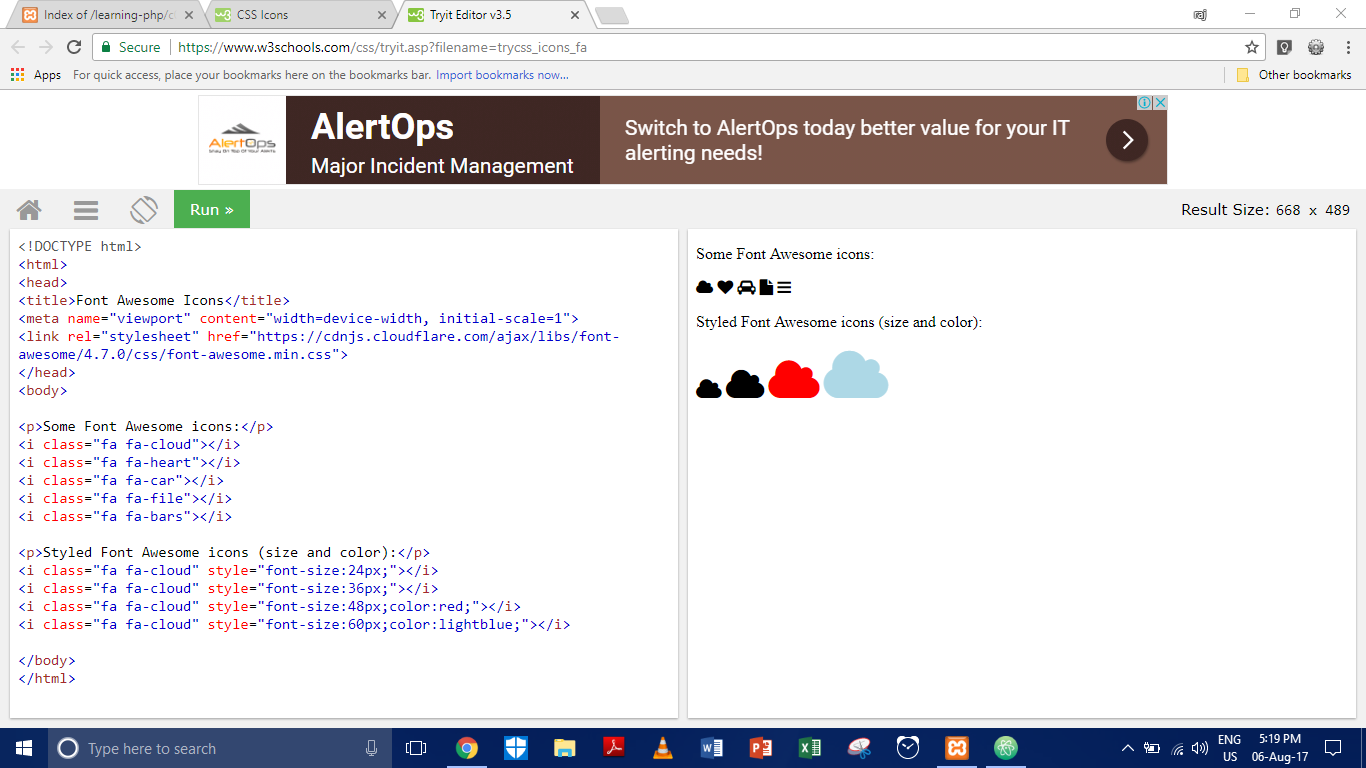 Index of /learning-php/c
CSS Icons
Tryit Editor v3.5
raj
Secure
https://www.w3schools.com/css/tryit.asp?filename=trycss_icons_fa
Apps
For quick access, place your bookmarks here on the bookmarks bar. Import bookmarks now...
Other bookmarks
AlertOps
Stay On Top Of Your Alerts
AlertOps
Major Incident Management
Switch to AlertOps today better value for your IT
alerting needs!
Run »
Result Size: 668 x 489
<!DOCTYPE html>
<html>
<head>
<title>Font Awesome Icons</title>
<meta name="viewport" content="width=device-width, initial-scale=1">
<link rel="stylesheet" href="https://cdnjs.cloudflare.com/ajax/libs/font-
awesome/4.7.0/css/font-awesome.min.css">
</head>
<body>
<p>Some Font Awesome icons:</p>
<i class="fa fa-cloud"></i>
<i class="fa fa-heart"></i>
<i class="fa fa-car"></i>
<i class="fa fa-file"></i>
<i class="fa fa-bars"></i>
<p>Styled Font Awesome icons (size and color):</p>
<i class="fa fa-cloud" style="font-size:24px;"></i>
<i class="fa fa-cloud" style="font-size:36px;"></i>
<i class="fa fa-cloud" style="font-size:48px;color:red;"></i>
<i class="fa fa-cloud" style="font-size:60px;color:lightblue;"></i>
</body>
</html>
Some Font Awesome icons:
Styled Font Awesome icons (size and color):
Type here to search
ENG
US
5:19 PM
06-Aug-17